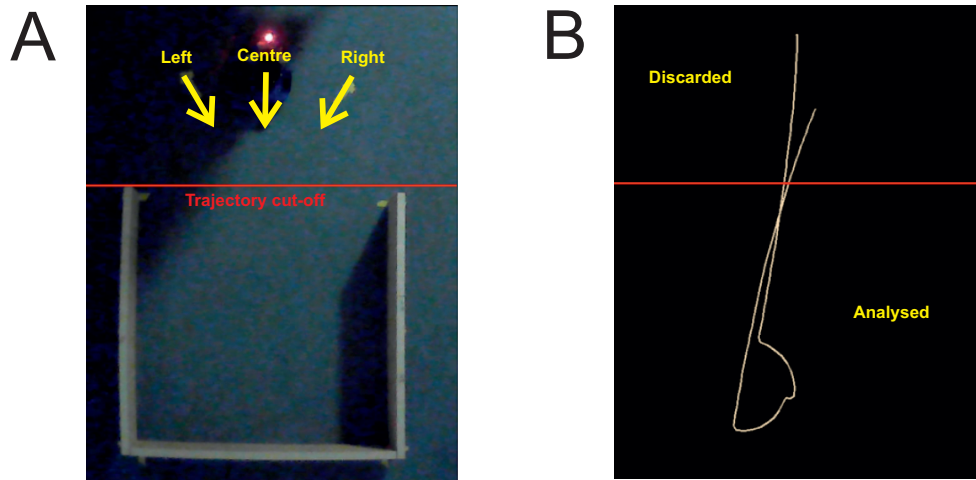 A
Left
Centre
Right
Trajectory cut-off
B
Discarded
Analysed